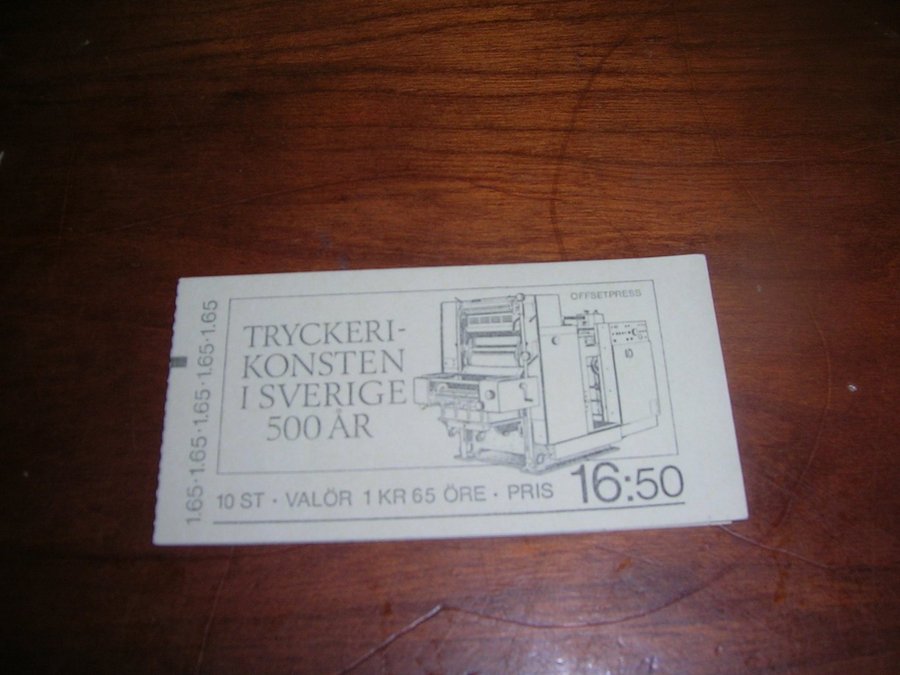 1.65·1.65·1.65·1.65·1.65
TRYCKERI-
KONSTEN
I SVERIGE
500 ÅR
OFFSETPRESS
10 ST · VALÖR 1 KR 65 ÖRE · PRIS 16:50